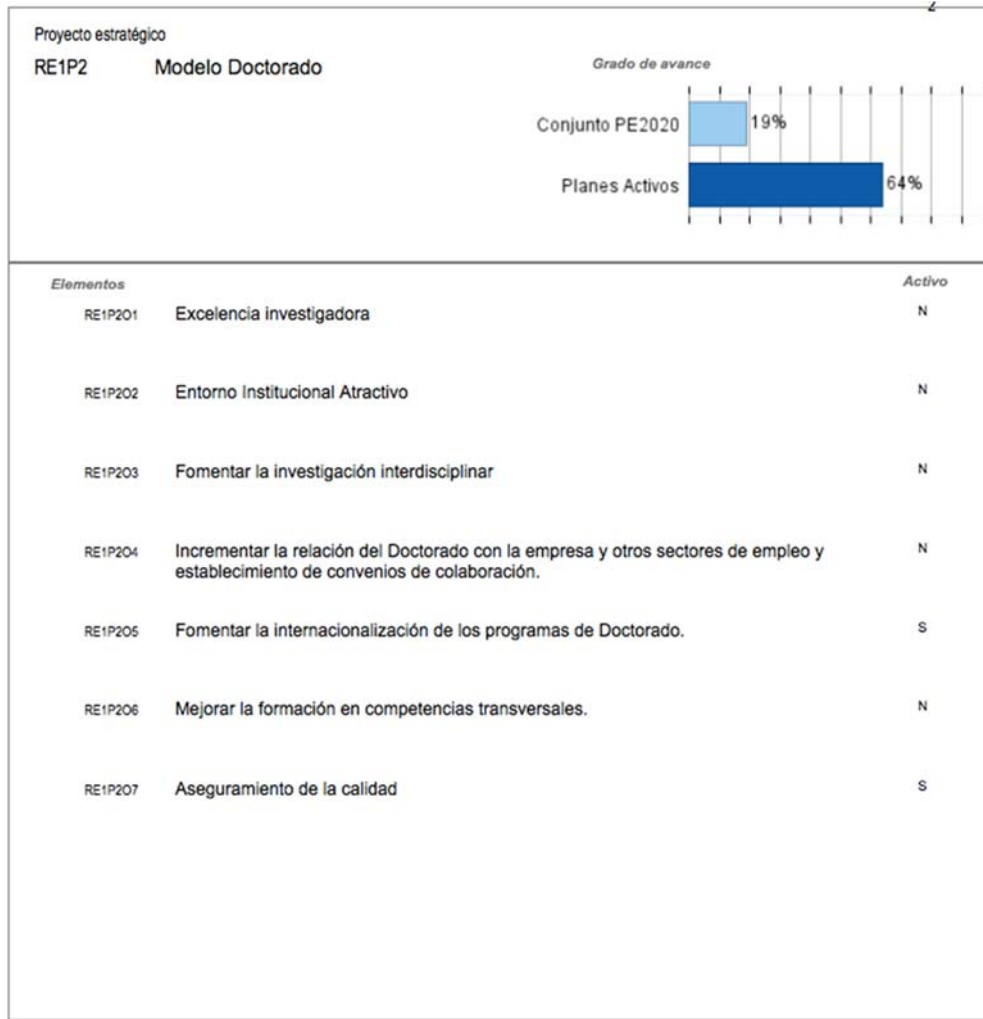 Proyecto estratégico
RE1P2 Modelo Doctorado
Grado de avance
Conjunto PE2020 19%
Planes Activos 64%
Elementos Activo
RE1P2O1 Excelencia investigadora N
RE1P2O2 Entorno Institucional Atractivo N
RE1P2O3 Fomentar la investigación interdisciplinar N
RE1P2O4 Incrementar la relación del Doctorado con la empresa y otros sectores de empleo y N
establecimiento de convenios de colaboración.
RE1P2O5 Fomentar la internacionalización de los programas de Doctorado. S
RE1P2O6 Mejorar la formación en competencias transversales. N
RE1P2O7 Aseguramiento de la calidad S